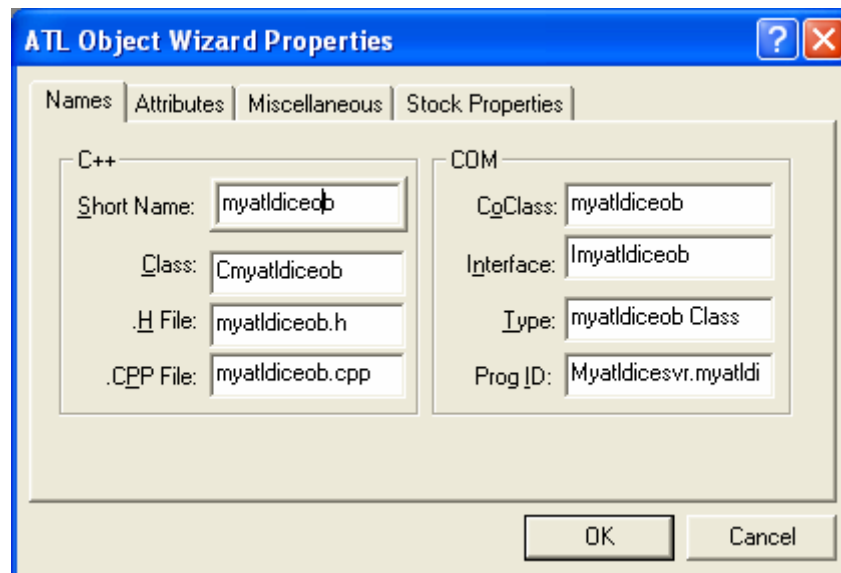 ATL Object Wizard Properties
Names Attributes Miscellaneous Stock Properties
C++
Short Name: myatldiceob
Class: Cmyatldiceob
.H File: myatldiceob.h
.CPP File: myatldiceob.cpp
COM
CoClass: myatldiceob
Interface: Imyatldiceob
Type: myatldiceob Class
Prog ID: Myatldicesvr.myatldi
OK Cancel